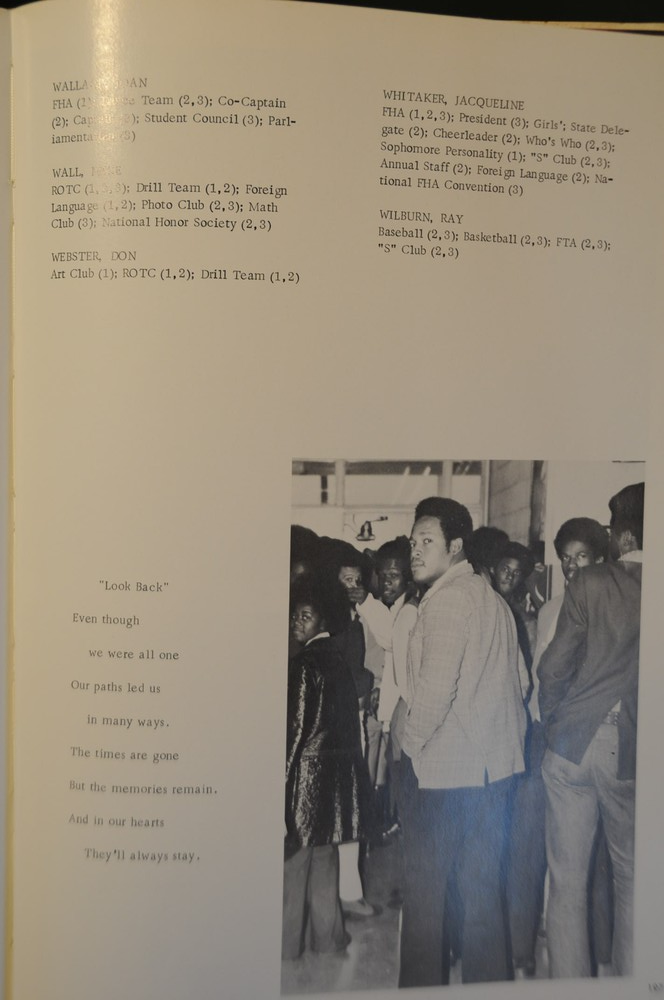 WALLA
FHA (1) Team (2,3); Co-Captain
(2); Student Council (3); Parl-
iamenta (3)
WALL,
ROTC (1, ,3); Drill Team (1,2); Foreign
Language (1,2); Photo Club (2,3); Math
Club (3); National Honor Society (2,3)
WEBSTER, DON
Art Club (1); ROTC (1,2); Drill Team (1,2)
WHITAKER, JACQUELINE
FHA (1,2,3); President (3); Girls'; State Dele-
gate (2); Cheerleader (2); Who's Who (2,3);
Sophomore Personality (1); "S" Club (2,3);
Annual Staff (2); Foreign Language (2); Na-
tional FHA Convention (3)
WILBURN, RAY
Baseball (2,3); Basketball (2,3); FTA (2,3);
"S" Club (2,3)
"Look Back"
Even though
we were all one
Our paths led us
in many ways.
The times are gone
But the memories remain.
And in our hearts
They'll always stay.